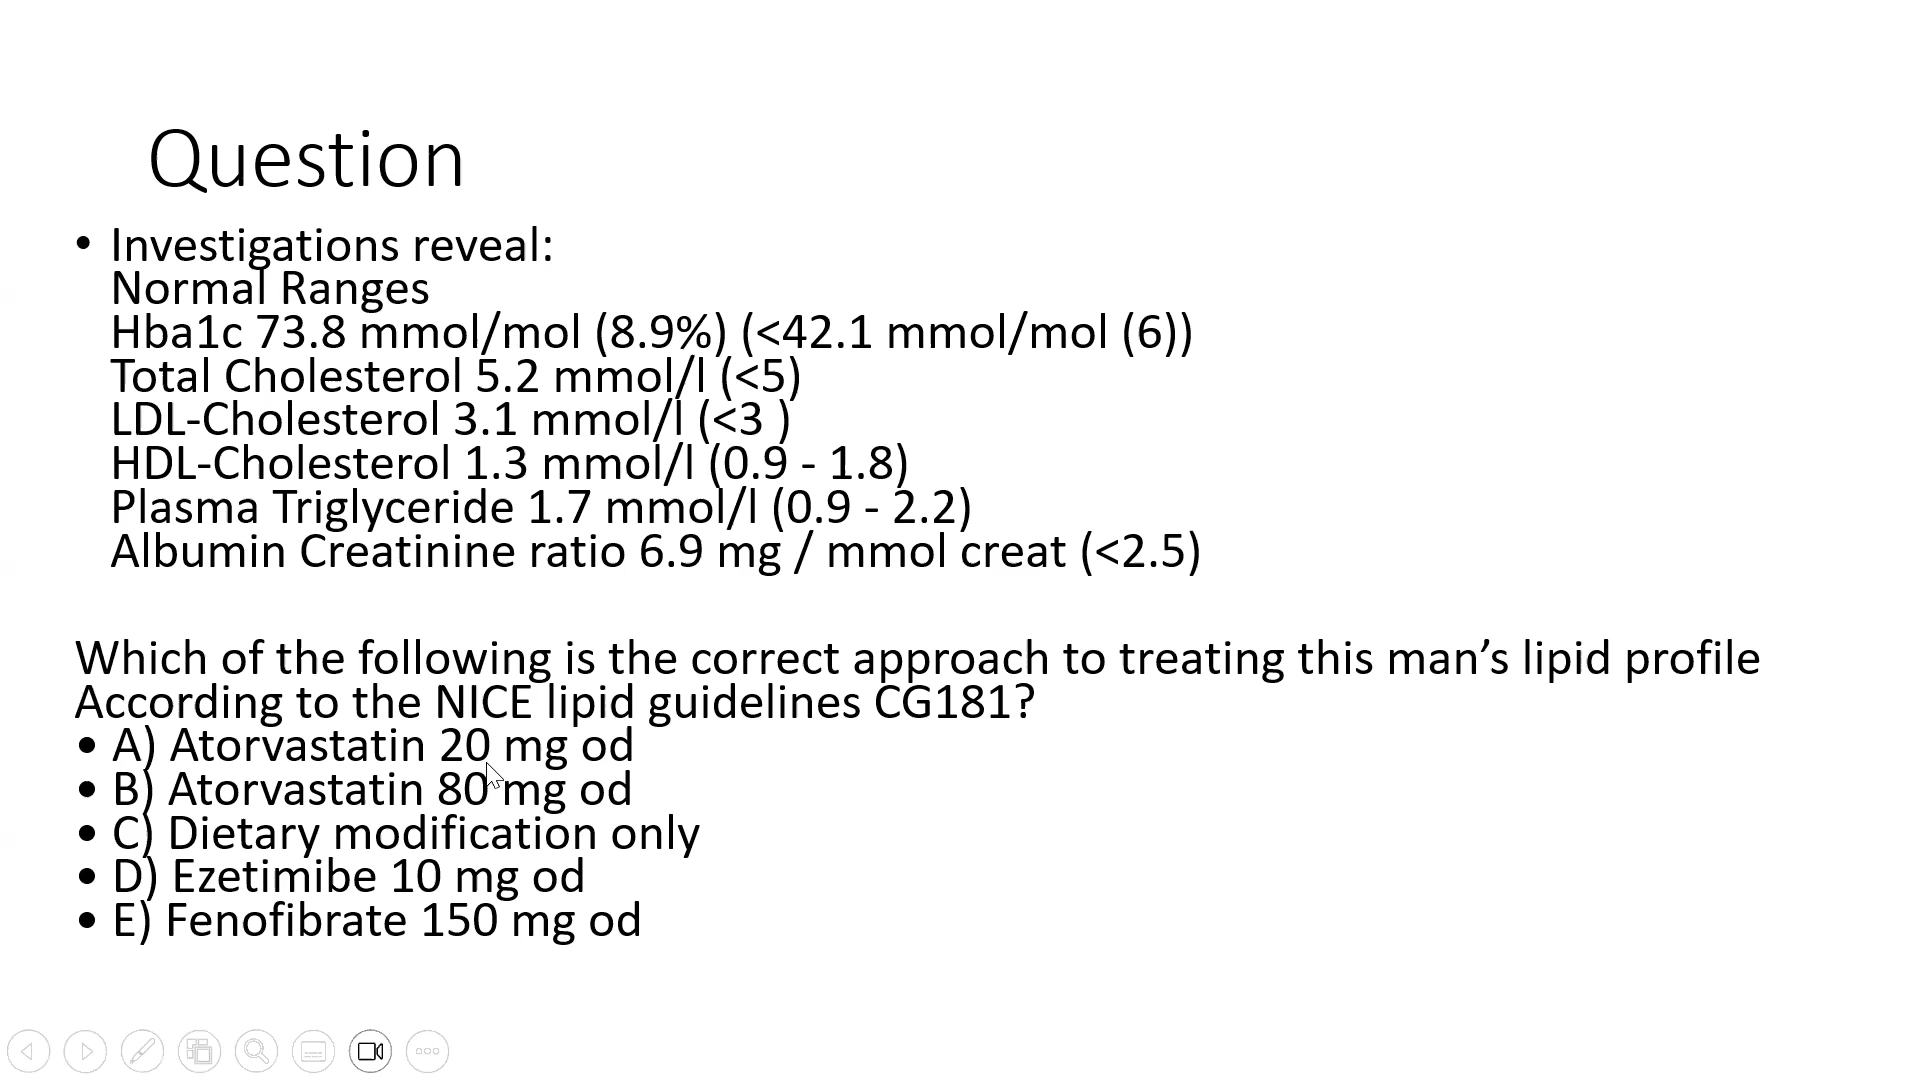 Question
• Investigations reveal:
Normal Ranges
Hba1c 73.8 mmol/mol (8.9%) (<42.1 mmol/mol (6))
Total Cholesterol 5.2 mmol/l (<5)
LDL-Cholesterol 3.1 mmol/l (<3 )
HDL-Cholesterol 1.3 mmol/l (0.9 - 1.8)
Plasma Triglyceride 1.7 mmol/l (0.9 - 2.2)
Albumin Creatinine ratio 6.9 mg / mmol creat (<2.5)
Which of the following is the correct approach to treating this man’s lipid profile
According to the NICE lipid guidelines CG181?
• A) Atorvastatin 20 mg od
• B) Atorvastatin 80 mg od
• C) Dietary modification only
• D) Ezetimibe 10 mg od
• E) Fenofibrate 150 mg od